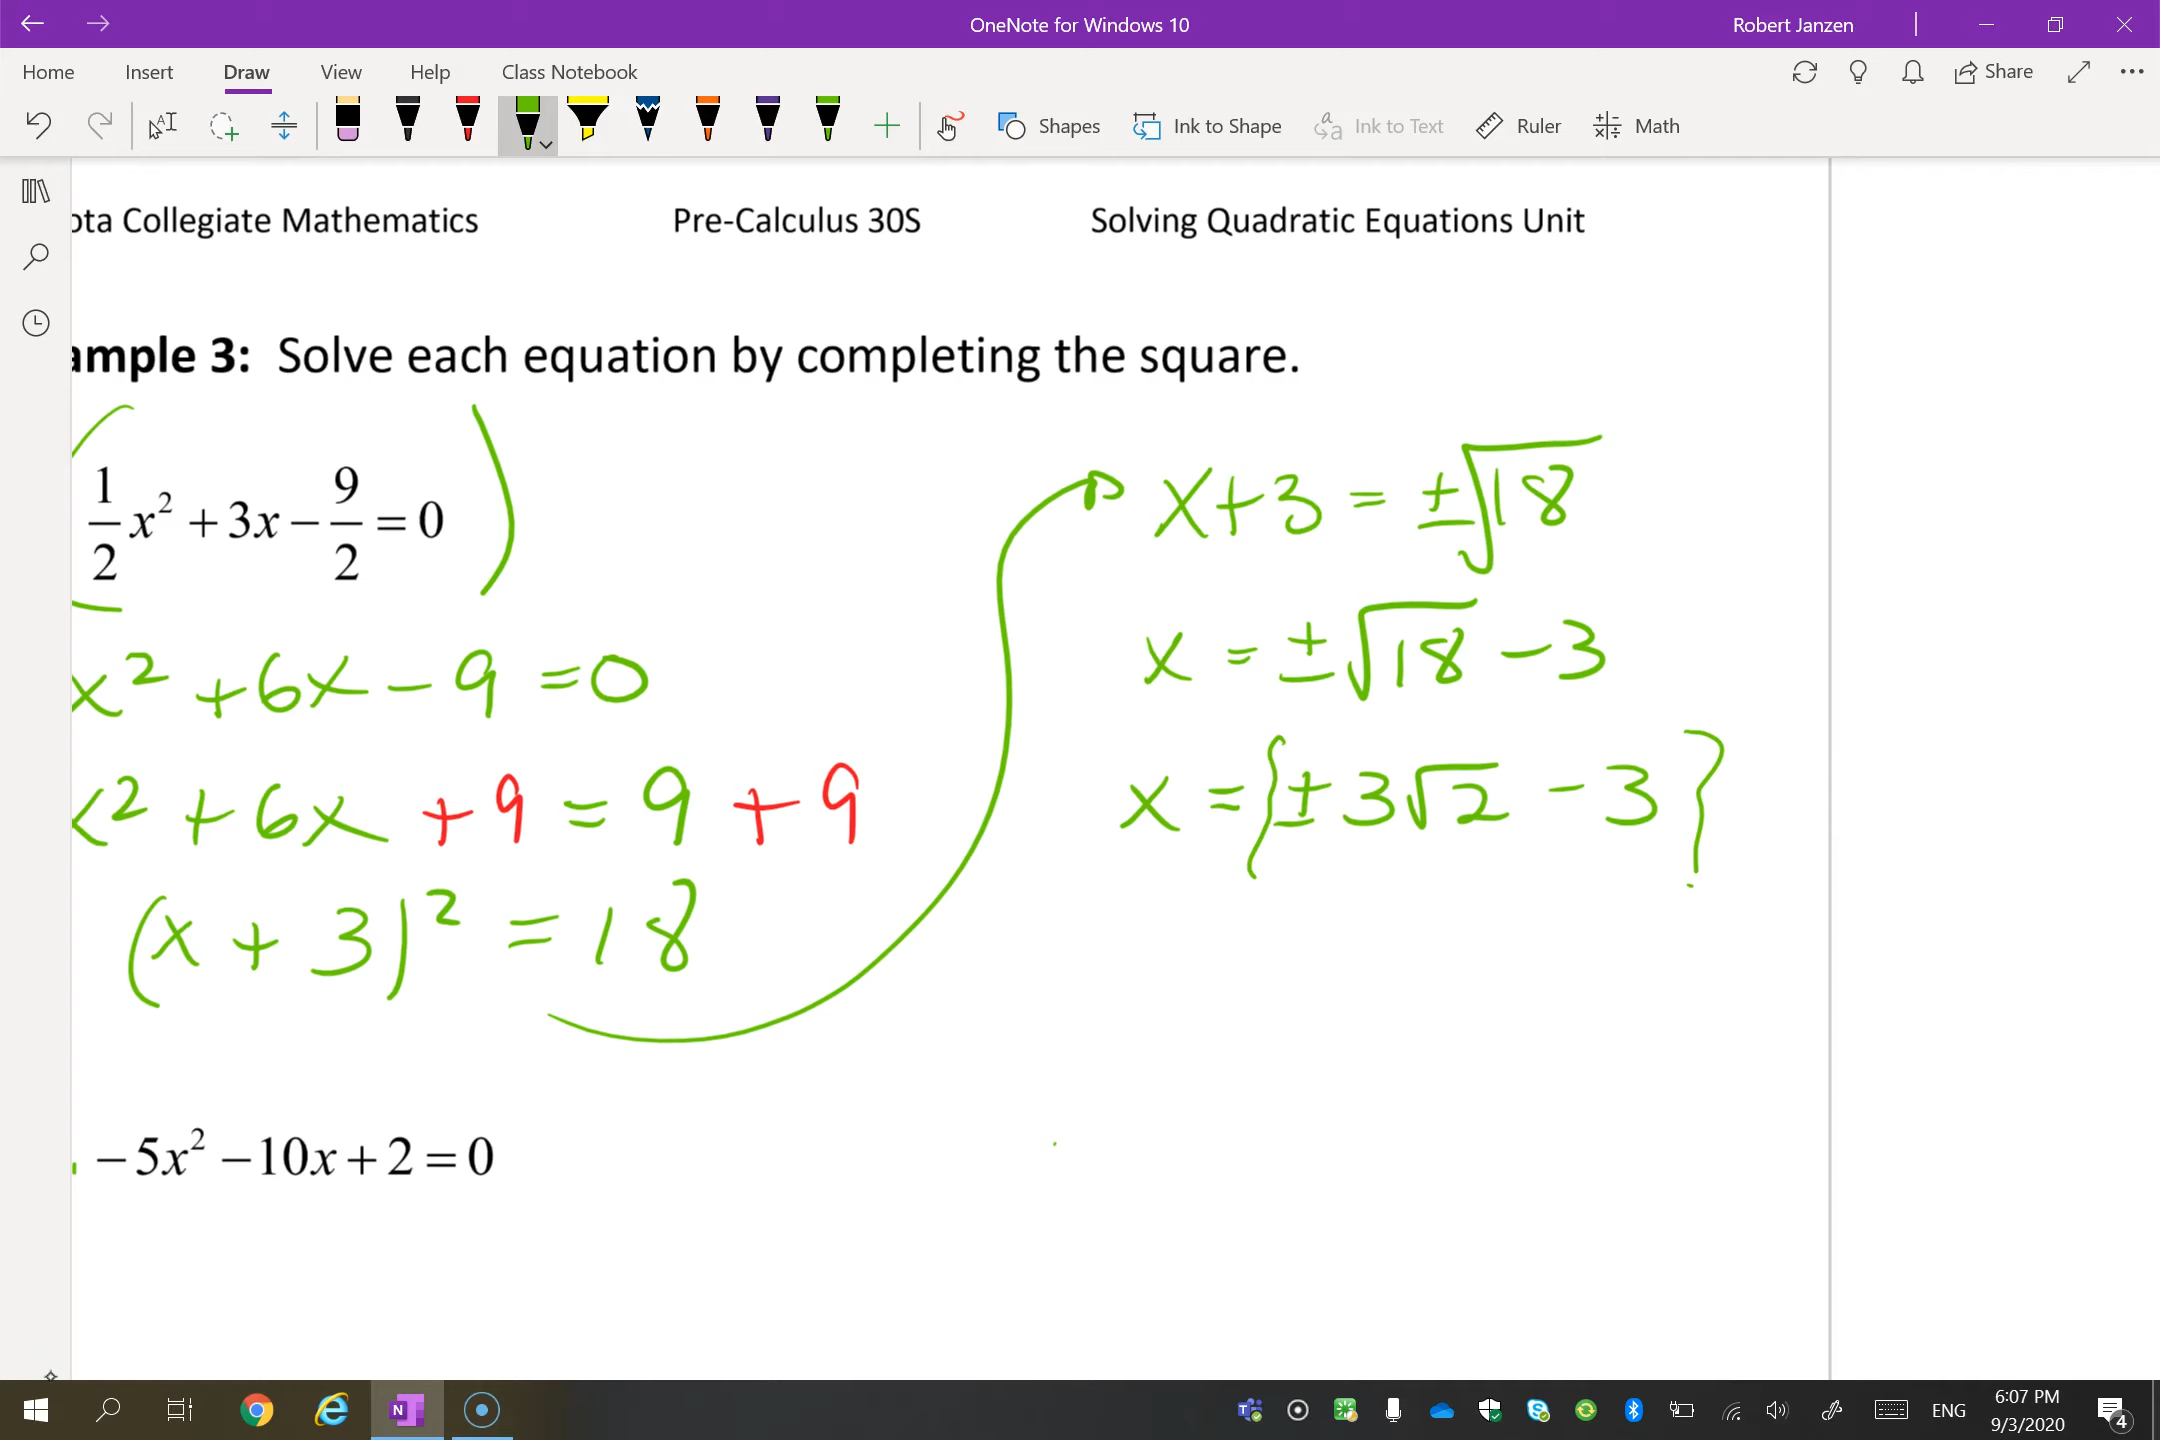 OneNote for Windows 10
Robert Janzen
Home Insert Draw View Help Class Notebook
Share
Shapes Ink to Shape Ink to Text Ruler Math
ota Collegiate Mathematics Pre-Calculus 30S Solving Quadratic Equations Unit
ample 3: Solve each equation by completing the square.
1/2 x² + 3x − 9/2 = 0
x² + 6x − 9 = 0
x² + 6x + 9 = 9 + 9
(x + 3)² = 18
x + 3 = ±√18
x = ±√18 − 3
x = {±3√2 − 3}
− 5x² − 10x + 2 = 0
ENG
6:07 PM
9/3/2020
4